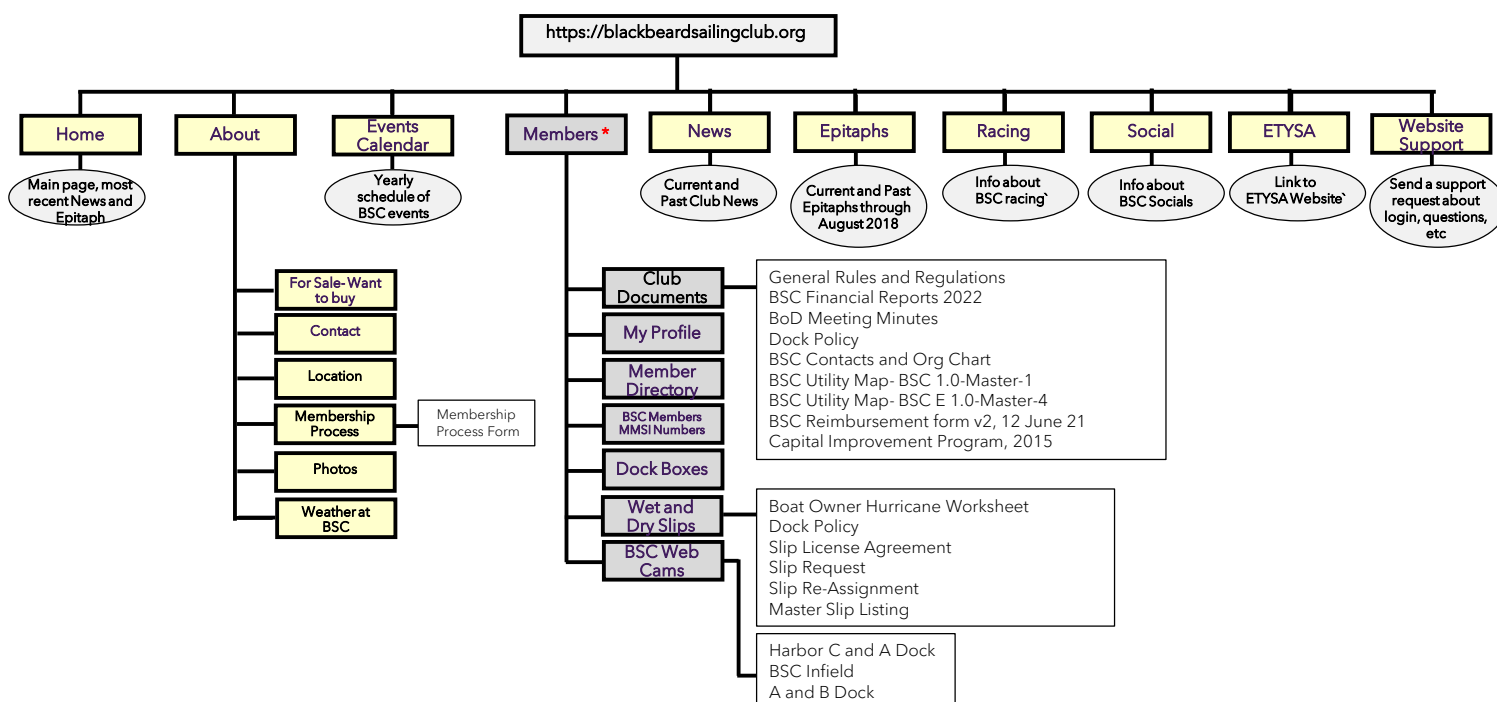 https://blackbeardsailingclub.org
Home
About
Events
Calendar
Members *
News
Epitaphs
Racing
Social
ETYSA
Website
Support
Main page, most
recent News and
Epitaph
Yearly
schedule of
BSC events
Current and
Past Club News
Current and Past
Epitaphs through
August 2018
Info about
BSC racing`
Info about
BSC Socials
Link to
ETYSA Website`
Send a support
request about
login, questions,
etc
For Sale-Want
to buy
Contact
Location
Membership
Process
Membership
Process Form
Photos
Weather at
BSC
Club
Documents
My Profile
Member
Directory
BSC Members
MMSI Numbers
Dock Boxes
Wet and
Dry Slips
BSC Web
Cams
General Rules and Regulations
BSC Financial Reports 2022
BoD Meeting Minutes
Dock Policy
BSC Contacts and Org Chart
BSC Utility Map- BSC 1.0-Master-1
BSC Utility Map- BSC E 1.0-Master-4
BSC Reimbursement form v2, 12 June 21
Capital Improvement Program, 2015
Boat Owner Hurricane Worksheet
Dock Policy
Slip License Agreement
Slip Request
Slip Re-Assignment
Master Slip Listing
Harbor C and A Dock
BSC Infield
A and B Dock